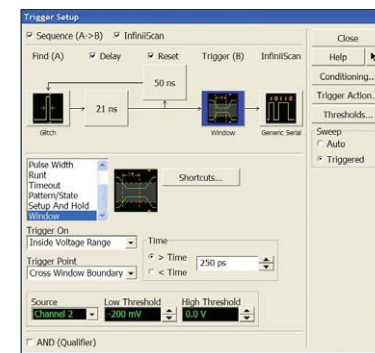 Trigger Setup
Sequence (A->B) InfiniiScan
Find (A) Delay Reset Trigger (B) InfiniiScan
50 ns
21 ns
Glitch Window Generic Serial
Pulse Width
Runt
Timeout
Pattern/State
Setup And Hold
Window
Shortcuts...
Trigger On
Inside Voltage Range
Trigger Point
Cross Window Boundary
Time
> Time
< Time
250 ps
Source Low Threshold High Threshold
Channel 2 -200 mV 0.0 V
AND (Qualifier)
Close
Help
Conditioning...
Trigger Action.
Thresholds...
Sweep
Auto
Triggered